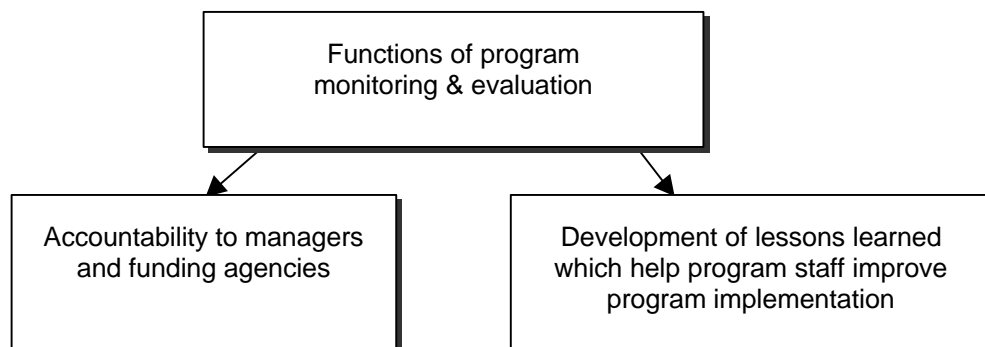 Functions of program
monitoring & evaluation
Accountability to managers
and funding agencies
Development of lessons learned
which help program staff improve
program implementation